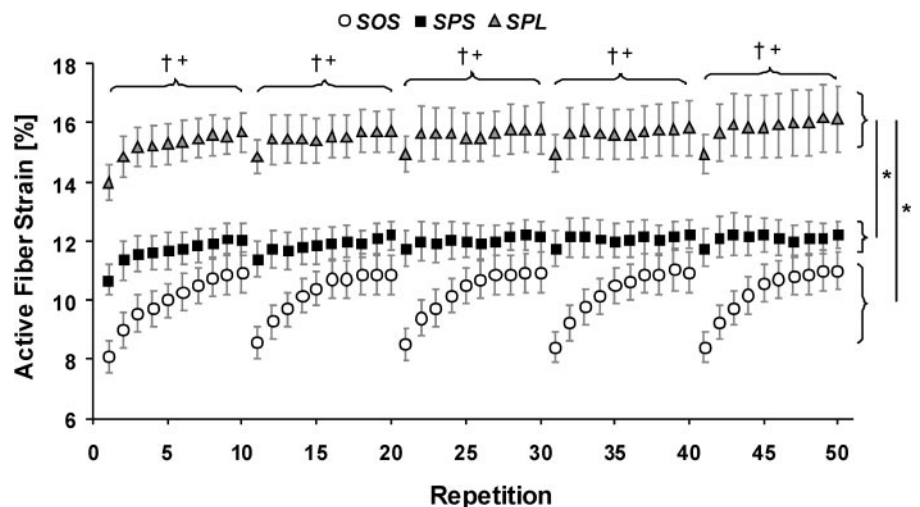 SOS SPS SPL
† + † + † + † + † +
18
16
14
12
10
8
6
* *
0 5 10 15 20 25 30 35 40 45 50
Active Fiber Strain [%]
Repetition